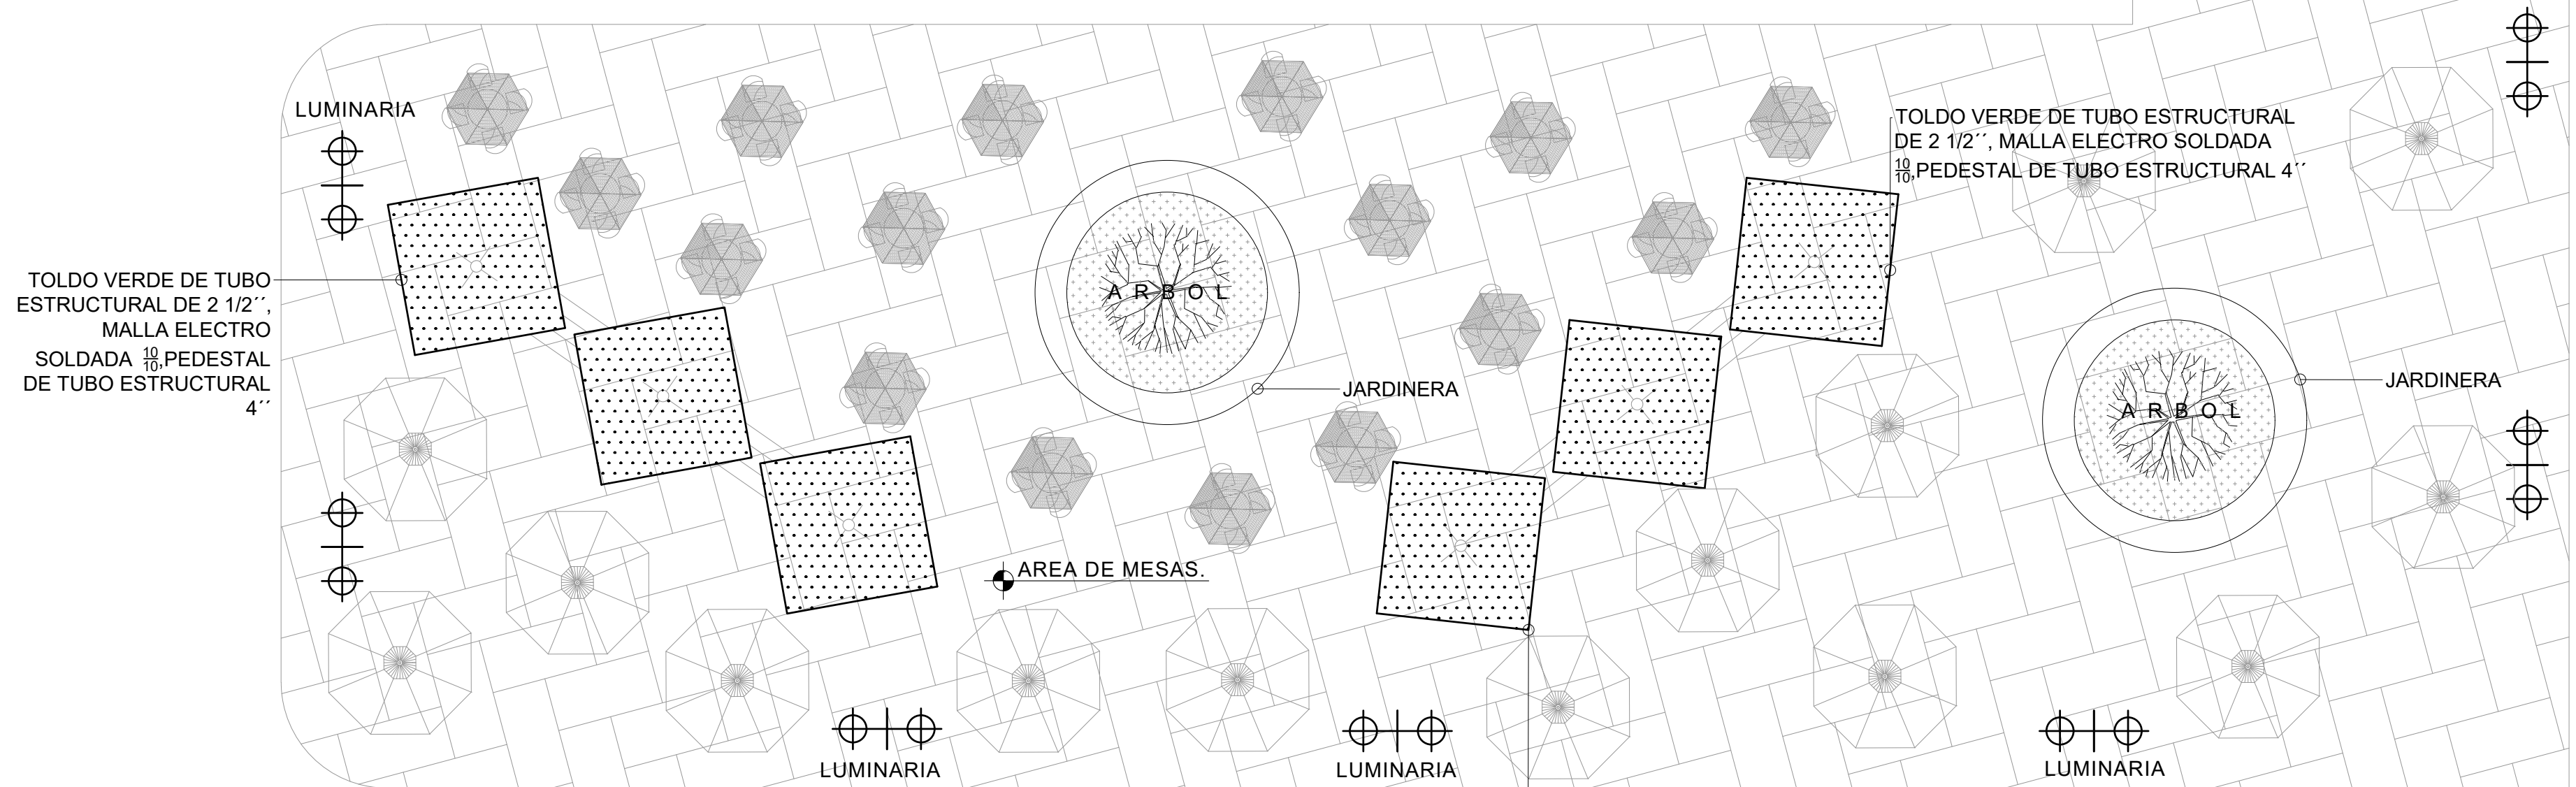 LUMINARIA
TOLDO VERDE DE TUBO
ESTRUCTURAL DE 2 1/2´´,
MALLA ELECTRO
SOLDADA 10/10,PEDESTAL
DE TUBO ESTRUCTURAL
4´´
ARBOL
JARDINERA
AREA DE MESAS.
TOLDO VERDE DE TUBO ESTRUCTURAL
DE 2 1/2´´, MALLA ELECTRO SOLDADA
10/10,PEDESTAL DE TUBO ESTRUCTURAL 4´´
ARBOL
JARDINERA
LUMINARIA
LUMINARIA
LUMINARIA